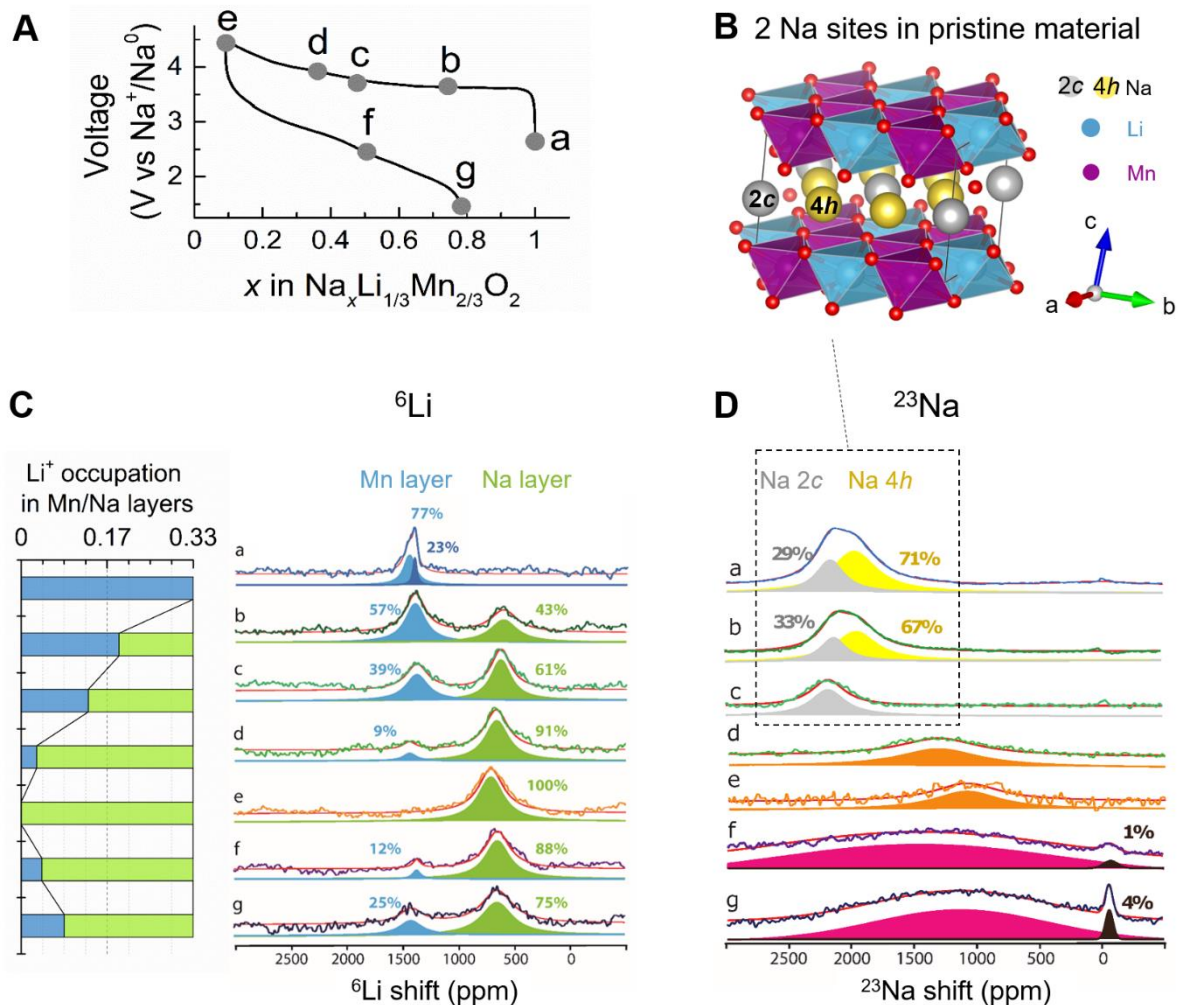 A
Voltage
(V vs Na⁺/Na⁰)
4
3
2
e
d
c
b
a
f
g
0
0.2
0.4
0.6
0.8
1
x in NaₓLi₁/₃Mn₂/₃O₂
B 2 Na sites in pristine material
2c 4h Na
Li
Mn
2c
4h
c
a
b
C
⁶Li
Li⁺ occupation
in Mn/Na layers
0 0.17 0.33
Mn layer Na layer
77%
a 23%
b 57% 43%
c 39% 61%
d 9% 91%
e 100%
f 12% 88%
g 25% 75%
2500 2000 1500 1000 500 0
⁶Li shift (ppm)
D
²³Na
Na 2c Na 4h
a 29% 71%
b 33% 67%
c
d
e
f 1%
g 4%
2500 2000 1500 1000 500 0
²³Na shift (ppm)